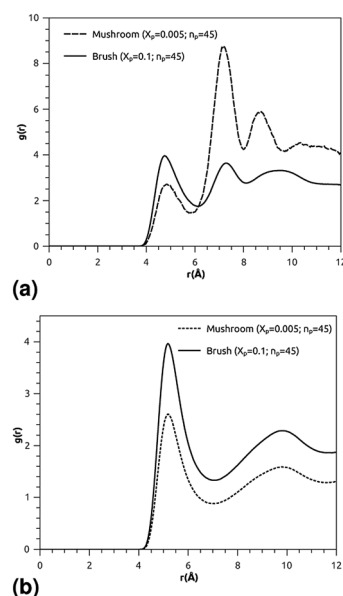 10
8
6
4
2
0
g(r)
Mushroom (Xp=0.005; np=45)
Brush (Xp=0.1; np=45)
0 2 4 6 8 10 12
r(Å)
(a)
5
4
3
2
1
0
g(r)
Mushroom (Xp=0.005; np=45)
Brush (Xp=0.1; np=45)
0 2 4 6 8 10
r(Å)
(b)